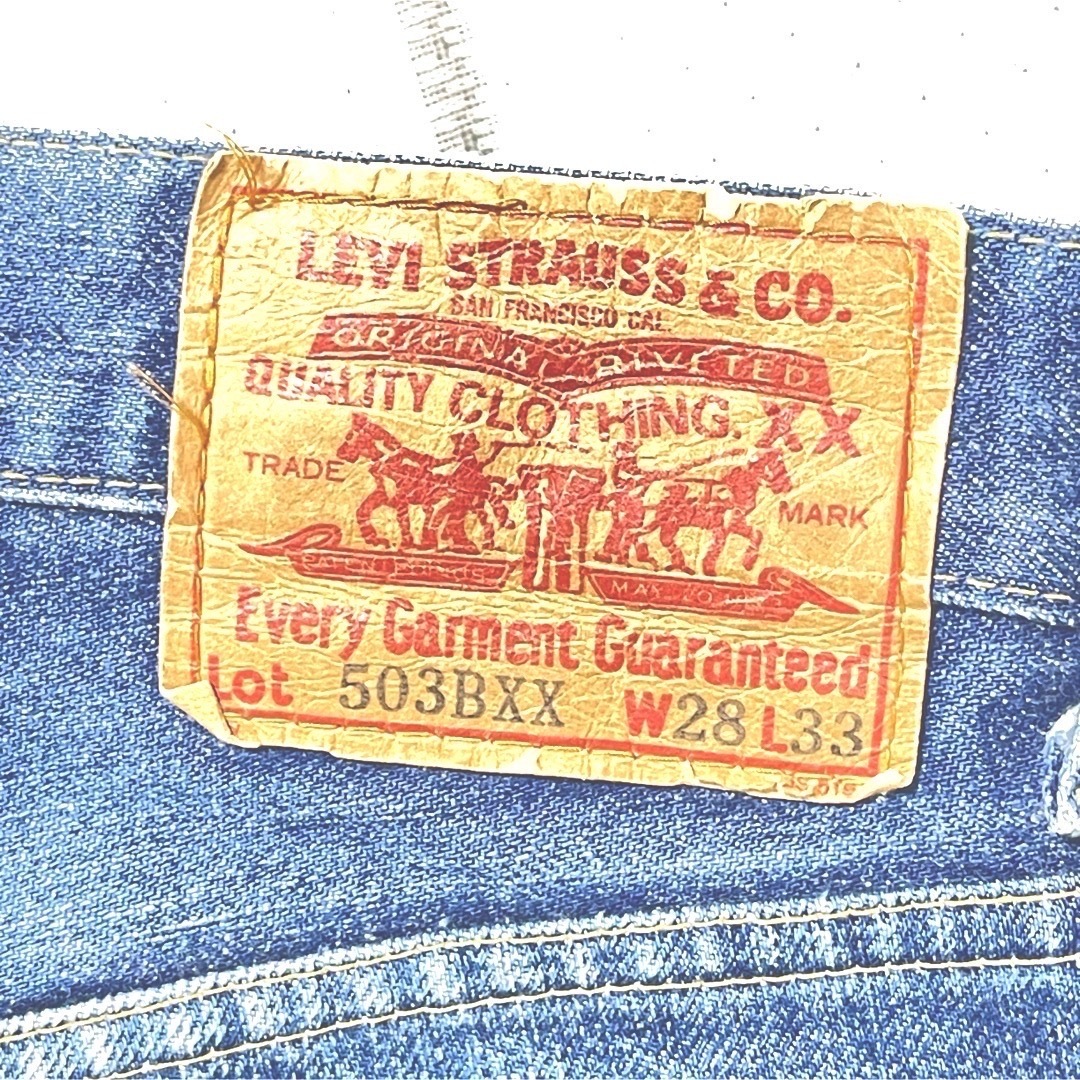 LEVI STRAUSS & CO.
SAN FRANCISCO CAL.
ORIGINAL RIVETED
QUALITY CLOTHING. XX
TRADE MARK
Every Garment Guaranteed
Lot 503BXX W28 L33